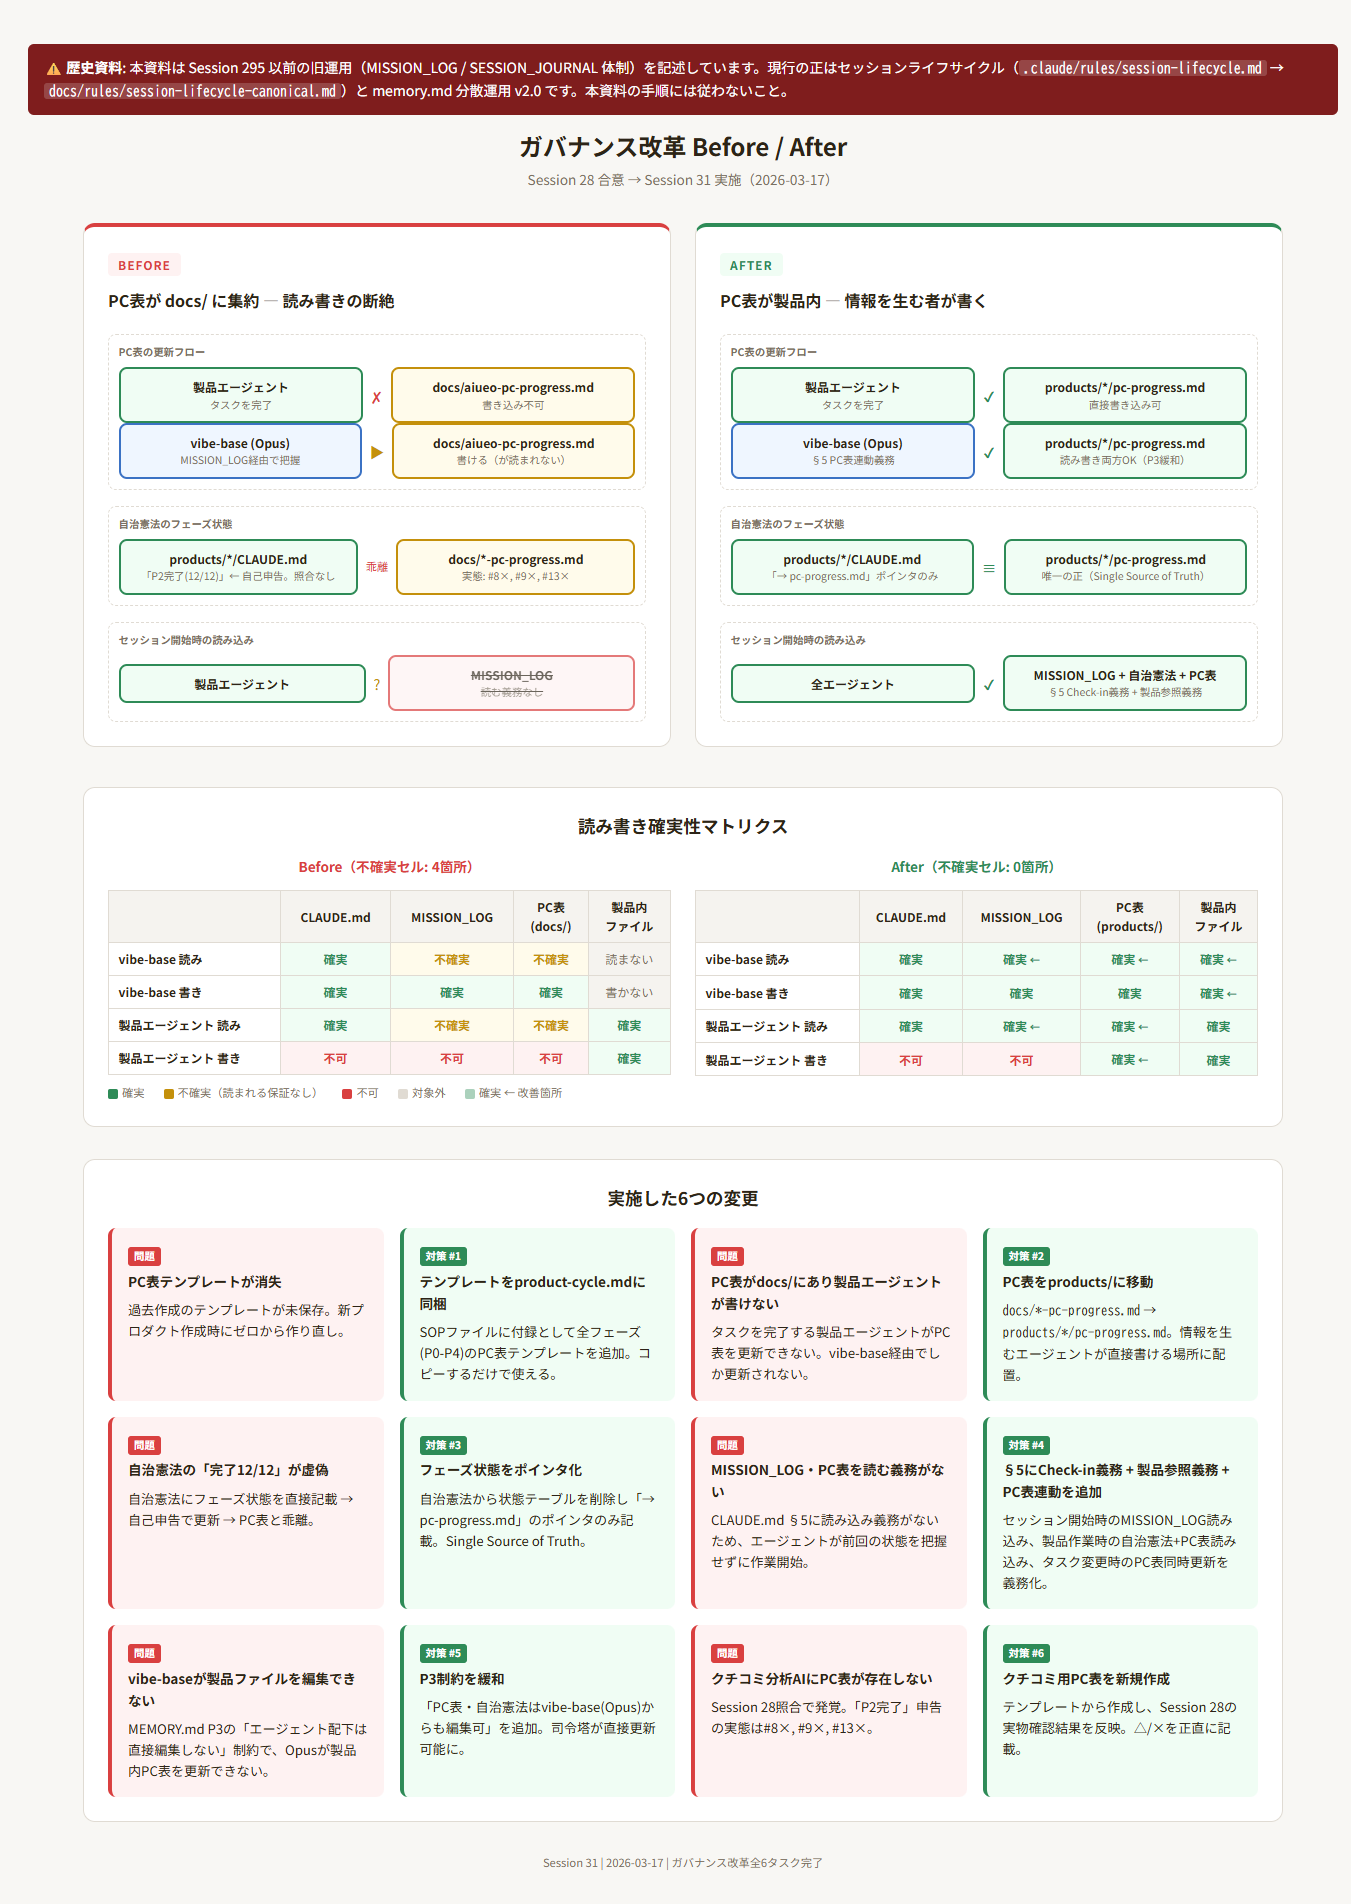 ⚠ 歴史資料: 本資料は Session 295 以前の旧運用（MISSION_LOG / SESSION_JOURNAL 体制）を記述しています。現行の正はセッションライフサイクル（.claude/rules/session-lifecycle.md →
docs/rules/session-lifecycle-canonical.md）と memory.md 分散運用 v2.0 です。本資料の手順には従わないこと。
ガバナンス改革 Before / After
Session 28 合意 → Session 31 実施（2026-03-17）
BEFORE
PC表が docs/ に集約 — 読み書きの断絶
PC表の更新フロー
製品エージェント
タスクを完了
✗
docs/aiueo-pc-progress.md
書き込み不可
vibe-base (Opus)
MISSION_LOG経由で把握
▶
docs/aiueo-pc-progress.md
書ける（が読まれない）
自治憲法のフェーズ状態
products/*/CLAUDE.md
「P2完了(12/12)」← 自己申告。照合なし
乖離
docs/*-pc-progress.md
実態: #8×, #9×, #13×
セッション開始時の読み込み
製品エージェント
?
MISSION_LOG
読む義務なし
AFTER
PC表が製品内 — 情報を生む者が書く
PC表の更新フロー
製品エージェント
タスクを完了
✓
products/*/pc-progress.md
直接書き込み可
vibe-base (Opus)
§5 PC表連動義務
✓
products/*/pc-progress.md
読み書き両方OK（P3緩和）
自治憲法のフェーズ状態
products/*/CLAUDE.md
「→ pc-progress.md」ポインタのみ
≡
products/*/pc-progress.md
唯一の正（Single Source of Truth）
セッション開始時の読み込み
全エージェント
✓
MISSION_LOG + 自治憲法 + PC表
§5 Check-in義務 + 製品参照義務
読み書き確実性マトリクス
Before（不確実セル: 4箇所）
CLAUDE.md MISSION_LOG PC表 (docs/) 製品内 ファイル
vibe-base 読み 確実 不確実 不確実 読まない
vibe-base 書き 確実 確実 確実 書かない
製品エージェント 読み 確実 不確実 不確実 確実
製品エージェント 書き 不可 不可 不可 確実
After（不確実セル: 0箇所）
CLAUDE.md MISSION_LOG PC表 (products/) 製品内 ファイル
vibe-base 読み 確実 確実 ← 確実 ← 確実 ←
vibe-base 書き 確実 確実 確実 確実 ←
製品エージェント 読み 確実 確実 ← 確実 ← 確実
製品エージェント 書き 不可 不可 確実 ← 確実
確実 不確実（読まれる保証なし） 不可 対象外 確実 ← 改善箇所
実施した6つの変更
問題
PC表テンプレートが消失
過去作成のテンプレートが未保存。新プ
ロダクト作成時にゼロから作り直し。
対策 #1
テンプレートをproduct-cycle.mdに
同梱
SOPファイルに付録として全フェーズ
(P0-P4)のPC表テンプレートを追加。コ
ピーするだけで使える。
問題
PC表がdocs/にあり製品エージェント
が書けない
タスクを完了する製品エージェントがPC
表を更新できない。vibe-base経由でし
か更新されない。
対策 #2
PC表をproducts/に移動
docs/*-pc-progress.md →
products/*/pc-progress.md。情報を生
むエージェントが直接書ける場所に配
置。
問題
自治憲法の「完了12/12」が虚偽
自治憲法にフェーズ状態を直接記載 →
自己申告で更新 → PC表と乖離。
対策 #3
フェーズ状態をポインタ化
自治憲法から状態テーブルを削除し「→
pc-progress.md」のポインタのみ記
載。Single Source of Truth。
問題
MISSION_LOG・PC表を読む義務がな
い
CLAUDE.md §5に読み込み義務がない
ため、エージェントが前回の状態を把握
せずに作業開始。
対策 #4
§5にCheck-in義務 + 製品参照義務 +
PC表連動を追加
セッション開始時のMISSION_LOG読み
込み、製品作業時の自治憲法+PC表読み
込み、タスク変更時のPC表同時更新を
義務化。
問題
vibe-baseが製品ファイルを編集でき
ない
MEMORY.md P3の「エージェント配下は
直接編集しない」制約で、Opusが製品
内PC表を更新できない。
対策 #5
P3制約を緩和
「PC表・自治憲法はvibe-base(Opus)か
らも編集可」を追加。司令塔が直接更新
可能に。
問題
クチコミ分析AIにPC表が存在しない
Session 28照合で発覚。「P2完了」申告
の実態は#8×, #9×, #13×。
対策 #6
クチコミ用PC表を新規作成
テンプレートから作成し、Session 28の
実物確認結果を反映。△/×を正直に記
載。
Session 31 | 2026-03-17 | ガバナンス改革全6タスク完了